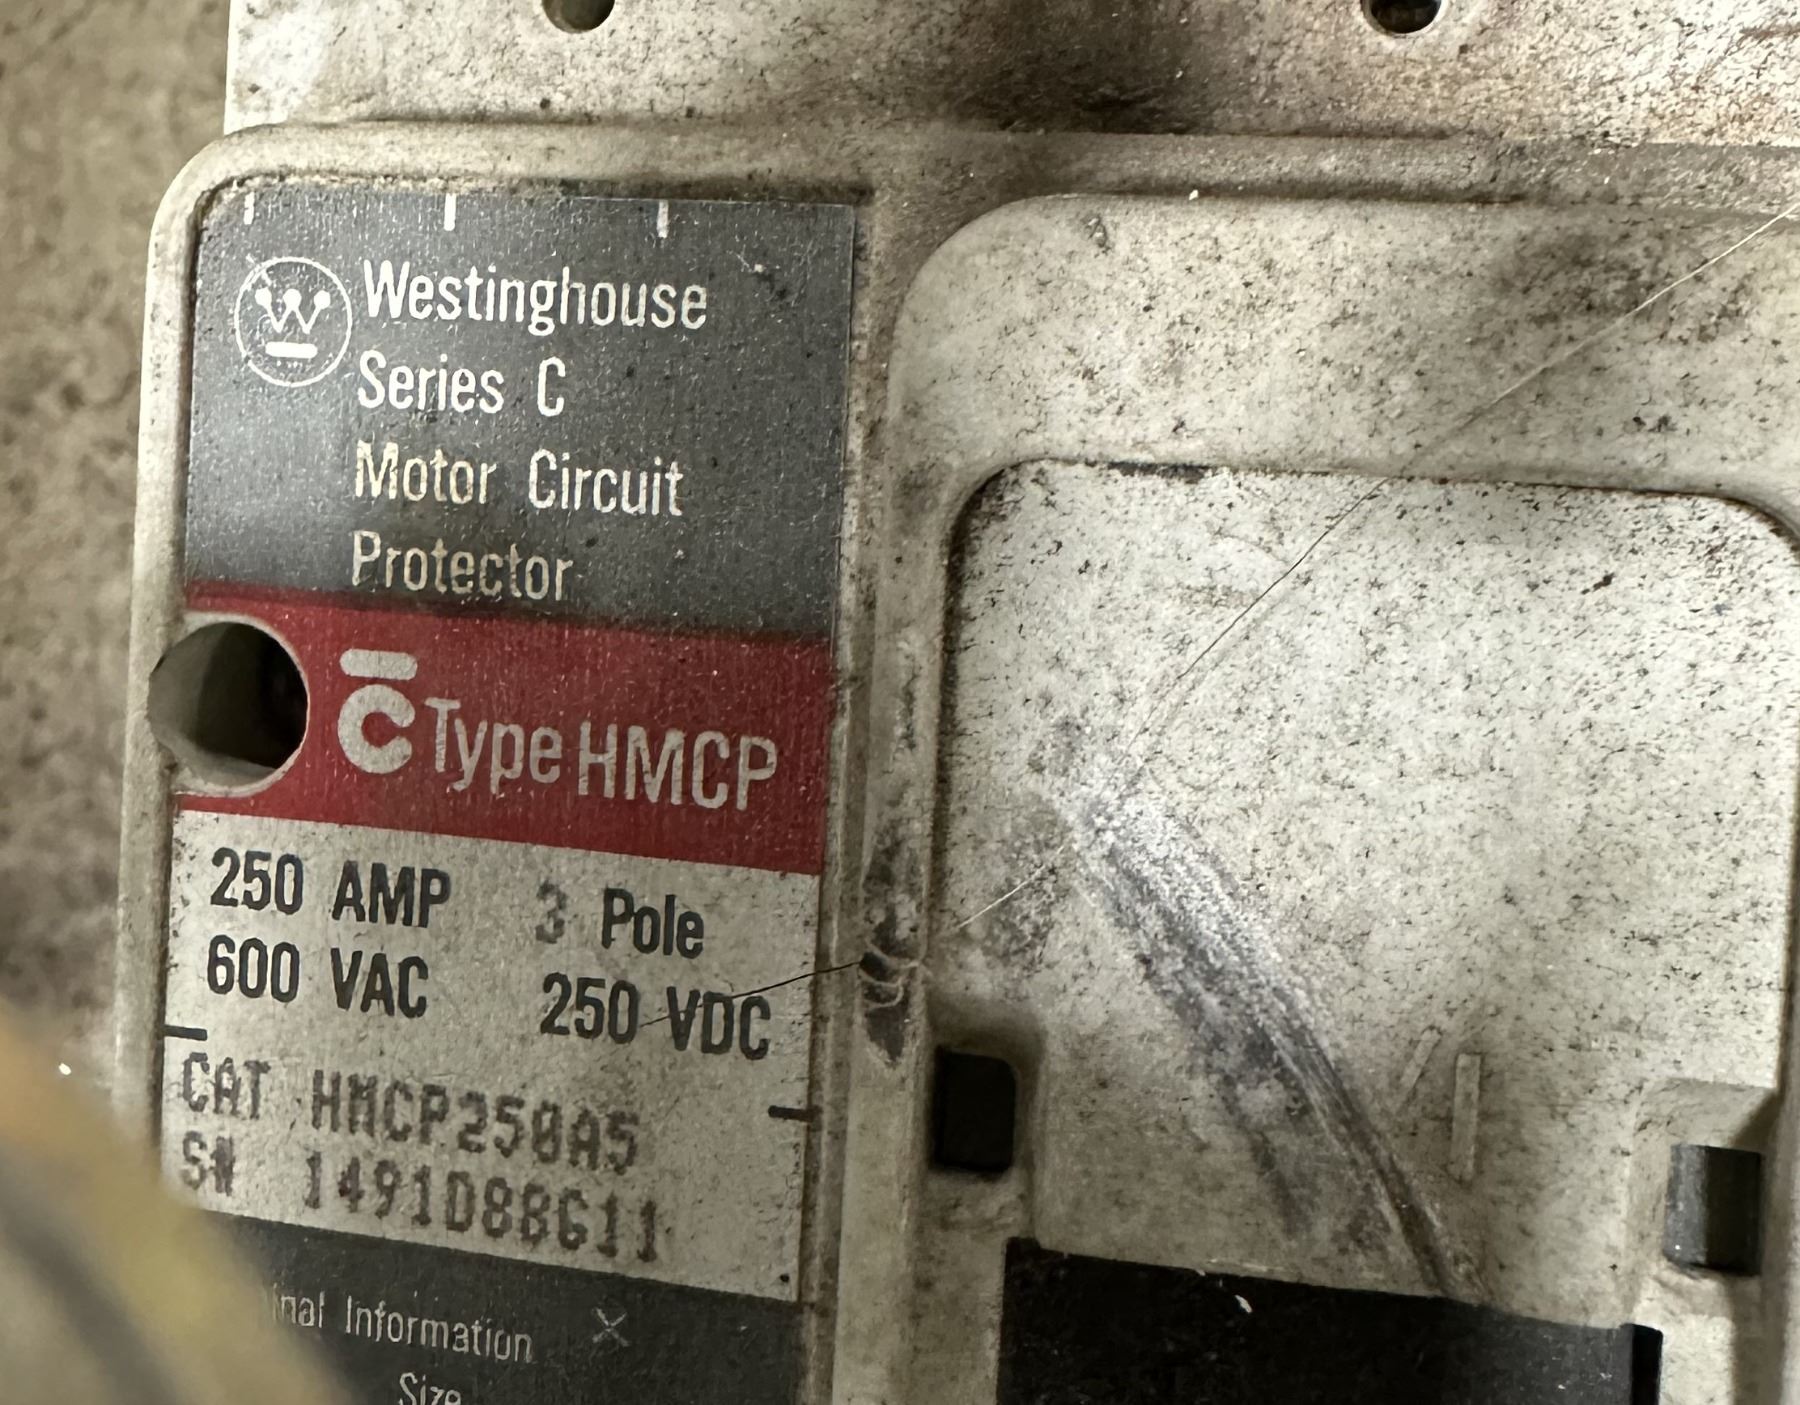 Westinghouse
Series C
Motor Circuit
Protector
C Type HMCP
250 AMP 3 Pole
600 VAC 250 VDC
CAT HMCP250A5
SN 1491D88G11
Information
Size